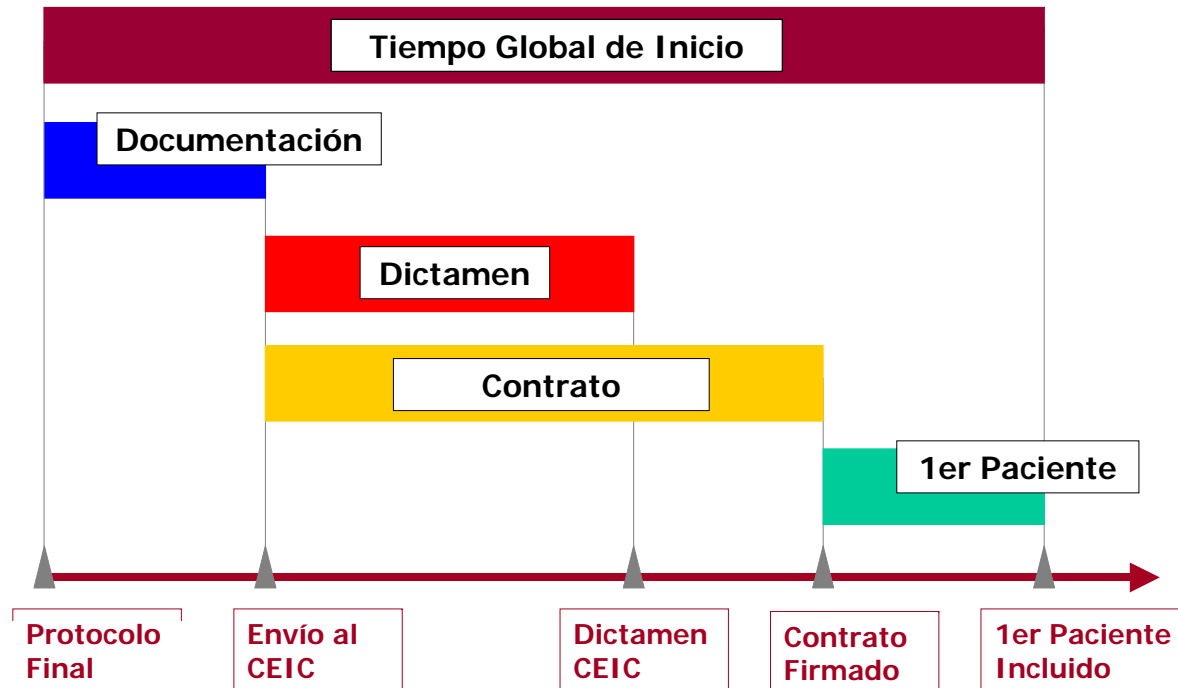 Tiempo Global de Inicio
Documentación
Dictamen
Contrato
1er Paciente
Protocolo
Final
Envío al
CEIC
Dictamen
CEIC
Contrato
Firmado
1er Paciente
Incluido